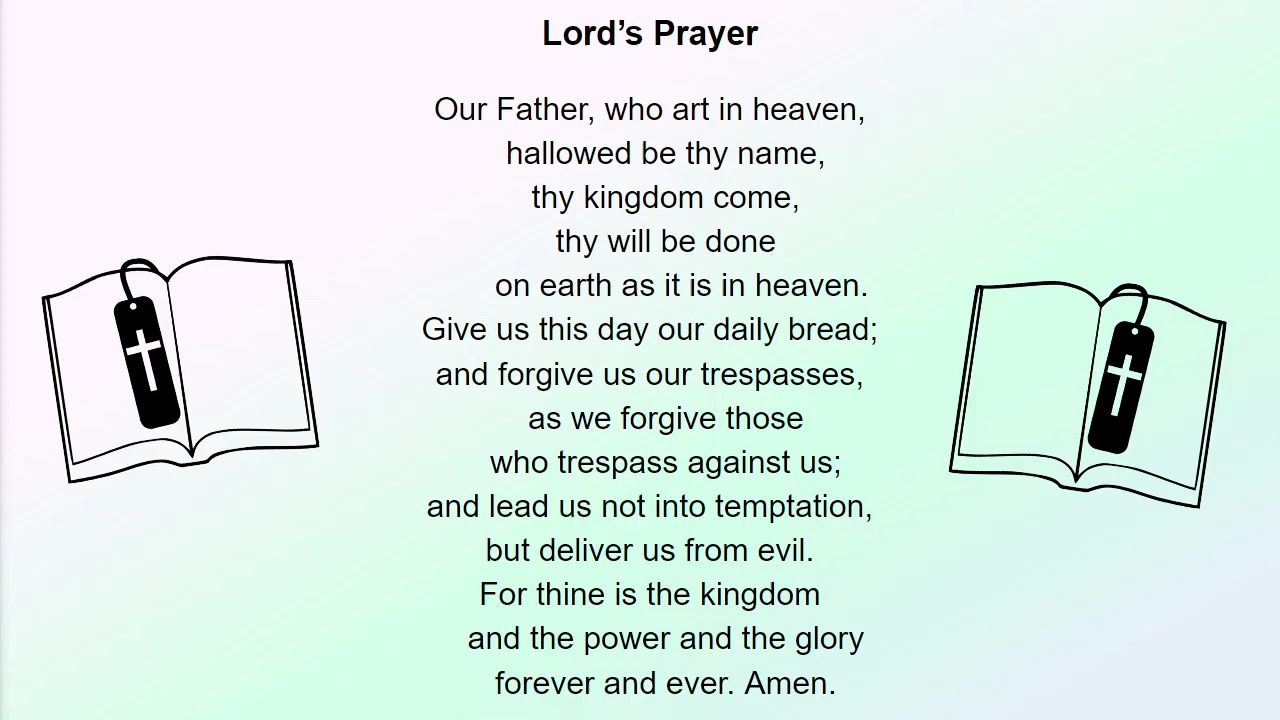 Lord’s Prayer
Our Father, who art in heaven,
hallowed be thy name,
thy kingdom come,
thy will be done
on earth as it is in heaven.
Give us this day our daily bread;
and forgive us our trespasses,
as we forgive those
who trespass against us;
and lead us not into temptation,
but deliver us from evil.
For thine is the kingdom
and the power and the glory
forever and ever. Amen.